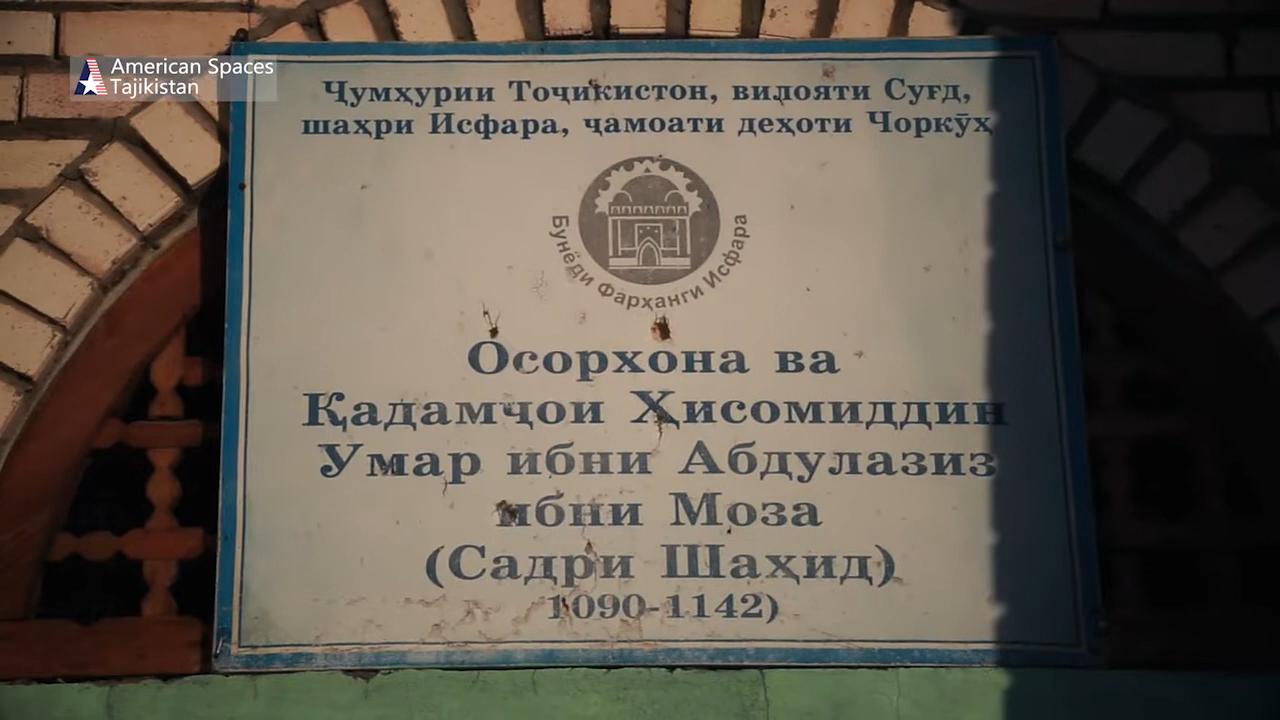 American Spaces
Tajikistan
Ҷумҳурии Тоҷикистон, вилояти Суғд,
шаҳри Исфара, ҷамоати деҳоти Чоркӯҳ
Бунёди Фарҳанги Исфара
Осорхона ва
Қадамҷои Ҳисомиддин
Умар ибни Абдулазиз
ибни Моза
(Садри Шаҳид)
1090-1142)